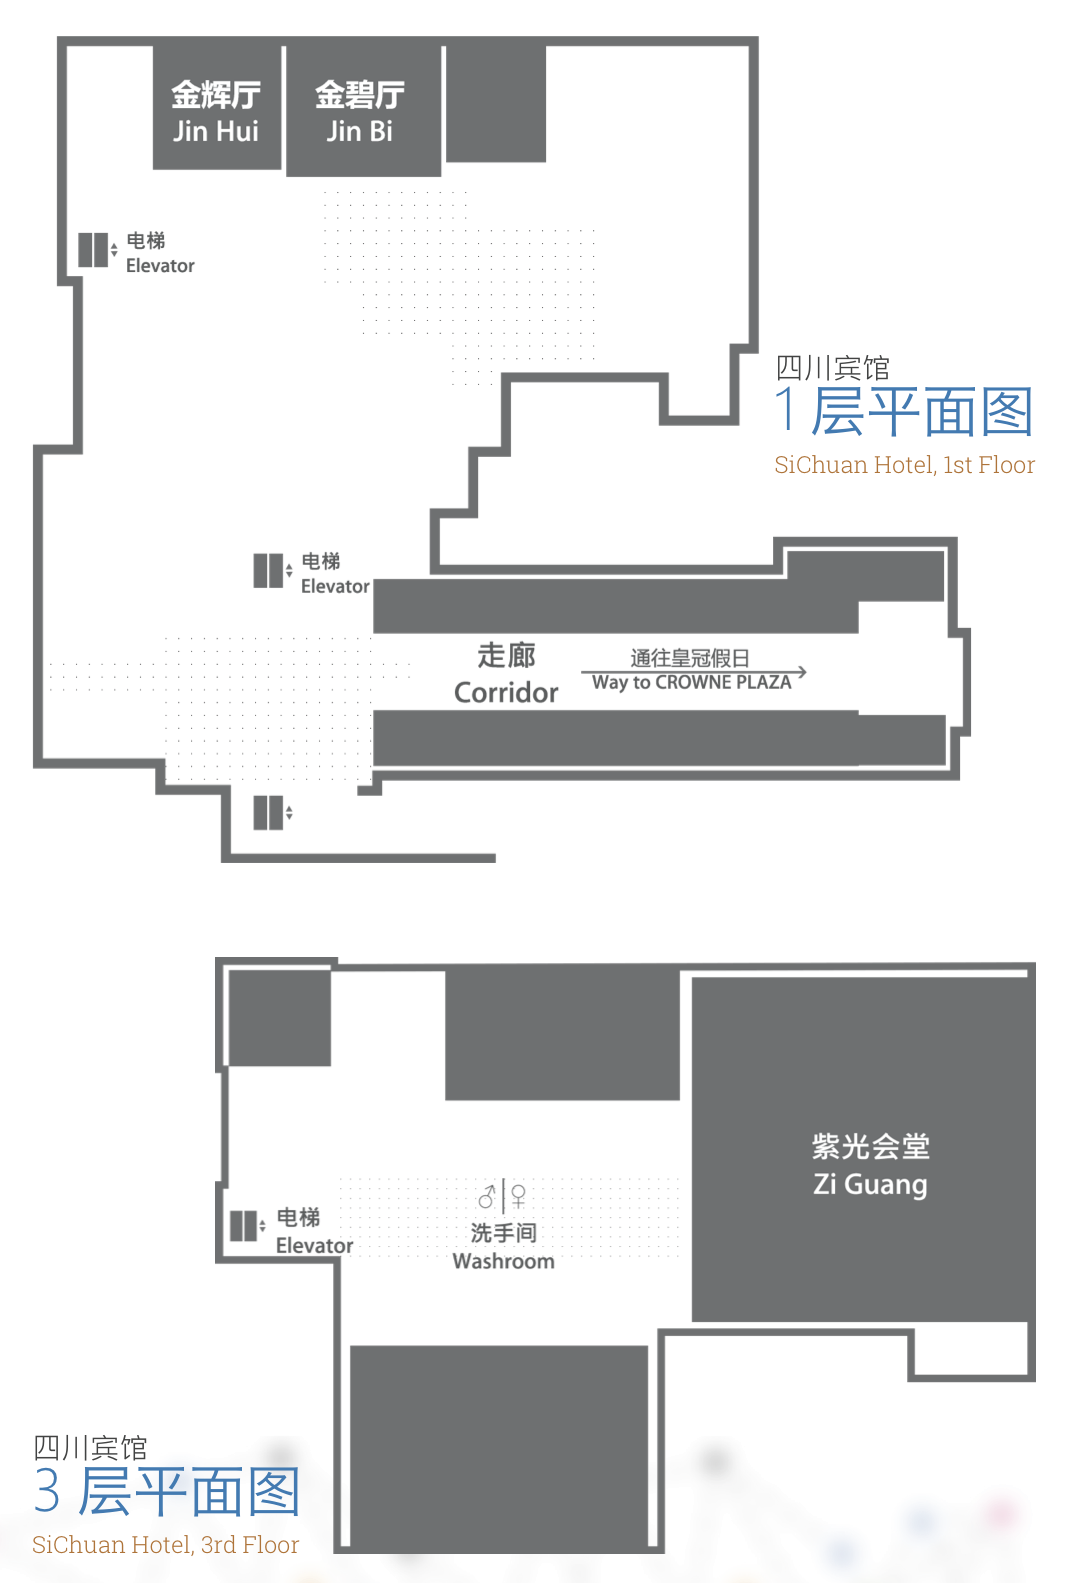 金辉厅
Jin Hui
金碧厅
Jin Bi
电梯
Elevator
四川宾馆
1 层平面图
SiChuan Hotel, 1st Floor
电梯
Elevator
走廊
Corridor
通往皇冠假日
Way to CROWNE PLAZA
紫光会堂
Zi Guang
洗手间
Washroom
电梯
Elevator
四川宾馆
3 层平面图
SiChuan Hotel, 3rd Floor